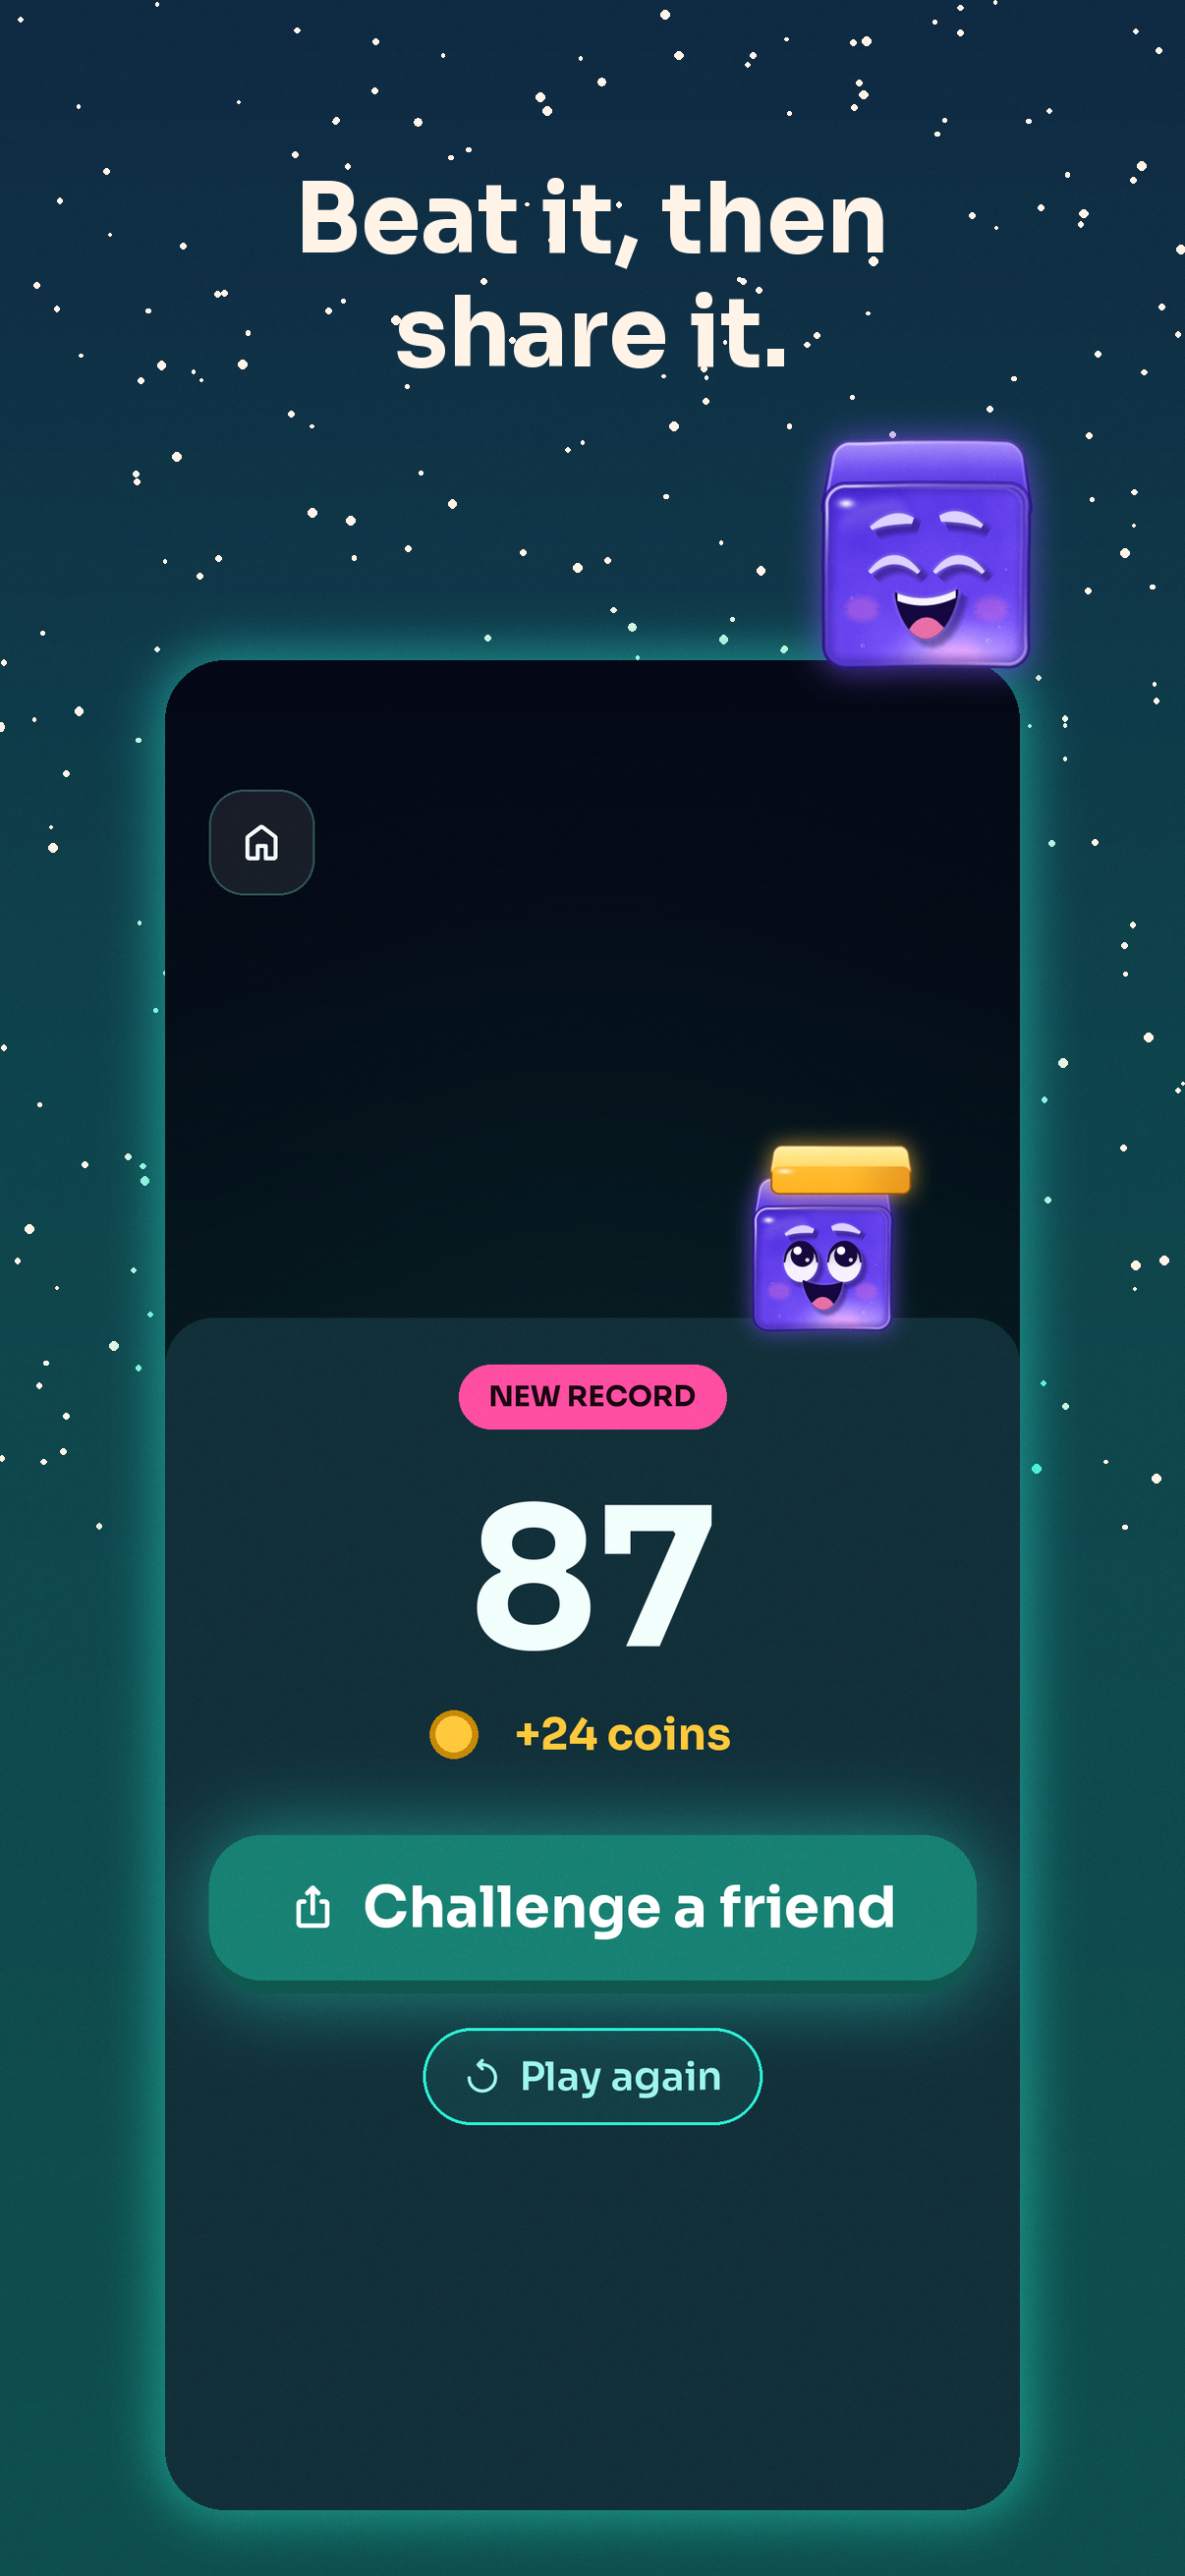 Beat it, then
share it.
NEW RECORD
87
+24 coins
Challenge a friend
Play again